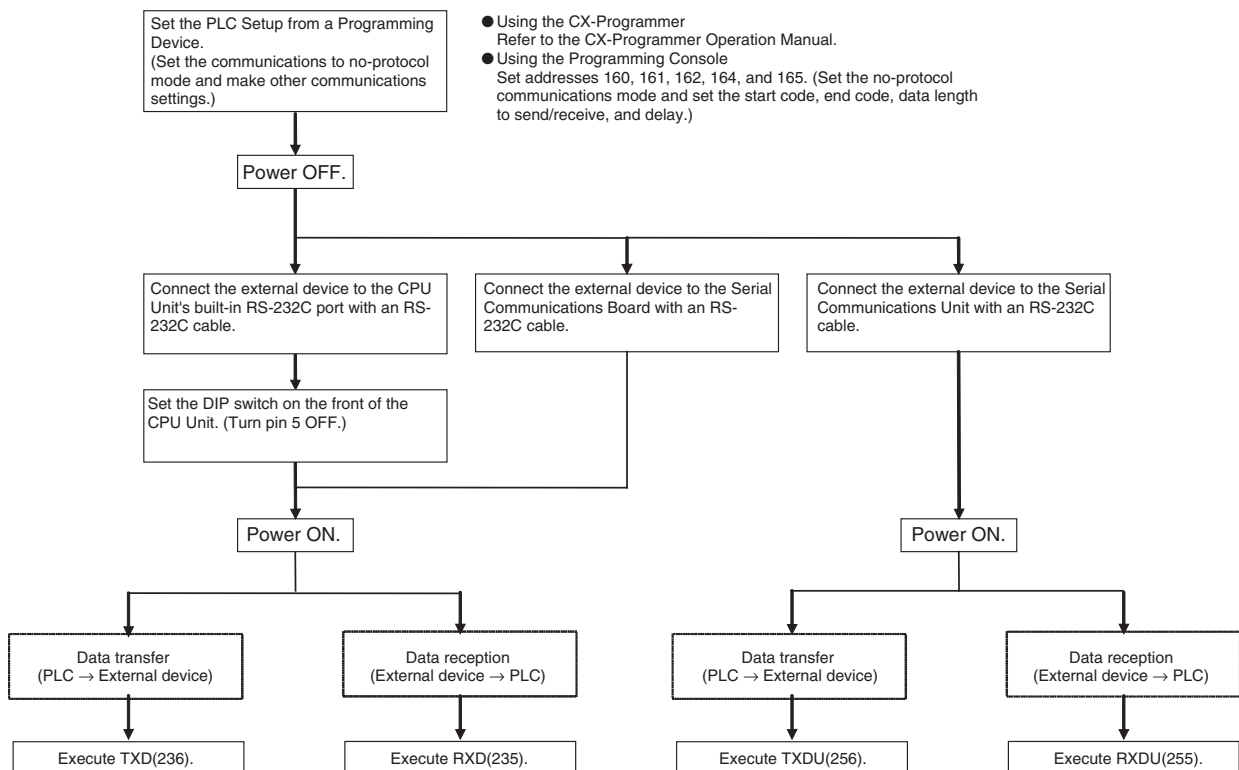 Set the PLC Setup from a Programming
Device.
(Set the communications to no-protocol
mode and make other communications
settings.)
● Using the CX-Programmer
Refer to the CX-Programmer Operation Manual.
● Using the Programming Console
Set addresses 160, 161, 162, 164, and 165. (Set the no-protocol
communications mode and set the start code, end code, data length
to send/receive, and delay.)
Power OFF.
Connect the external device to the CPU
Unit's built-in RS-232C port with an RS-
232C cable.
Connect the external device to the Serial
Communications Board with an RS-
232C cable.
Connect the external device to the Serial
Communications Unit with an RS-232C
cable.
Set the DIP switch on the front of the
CPU Unit. (Turn pin 5 OFF.)
Power ON.
Power ON.
Data transfer
(PLC → External device)
Data reception
(External device → PLC)
Data transfer
(PLC → External device)
Data reception
(External device → PLC)
Execute TXD(236).
Execute RXD(235).
Execute TXDU(256).
Execute RXDU(255).